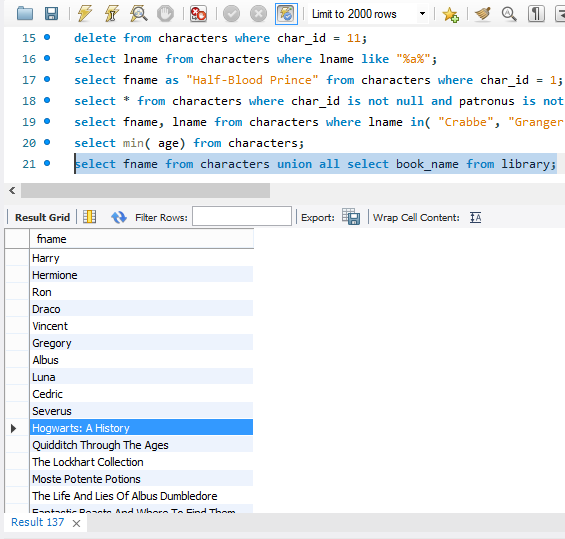 Limit to 2000 rows
15 delete from characters where char_id = 11;
16 select lname from characters where lname like "%a%";
17 select fname as "Half-Blood Prince" from characters where char_id = 1;
18 select * from characters where char_id is not null and patronus is not
19 select fname, lname from characters where lname in( "Crabbe", "Granger
20 select min( age) from characters;
21 select fname from characters union all select book_name from library;
Result Grid Filter Rows: Export: Wrap Cell Content:
fname
Harry
Hermione
Ron
Draco
Vincent
Gregory
Albus
Luna
Cedric
Severus
Hogwarts: A History
Quidditch Through The Ages
The Lockhart Collection
Moste Potente Potions
The Life And Lies Of Albus Dumbledore
Fantastic Beasts And Where To Find Them
Result 137